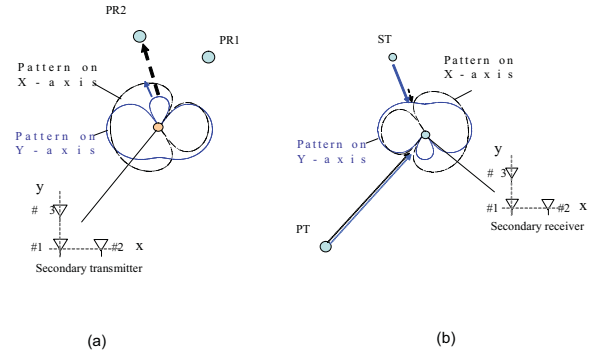 PR2
PR1
Pattern on
X-axis
Pattern on
Y-axis
y
# 3
#1
#2
x
Secondary transmitter
(a)
ST
Pattern on
X-axis
Pattern on
Y-axis
y
# 3
#1
#2
x
Secondary receiver
PT
(b)